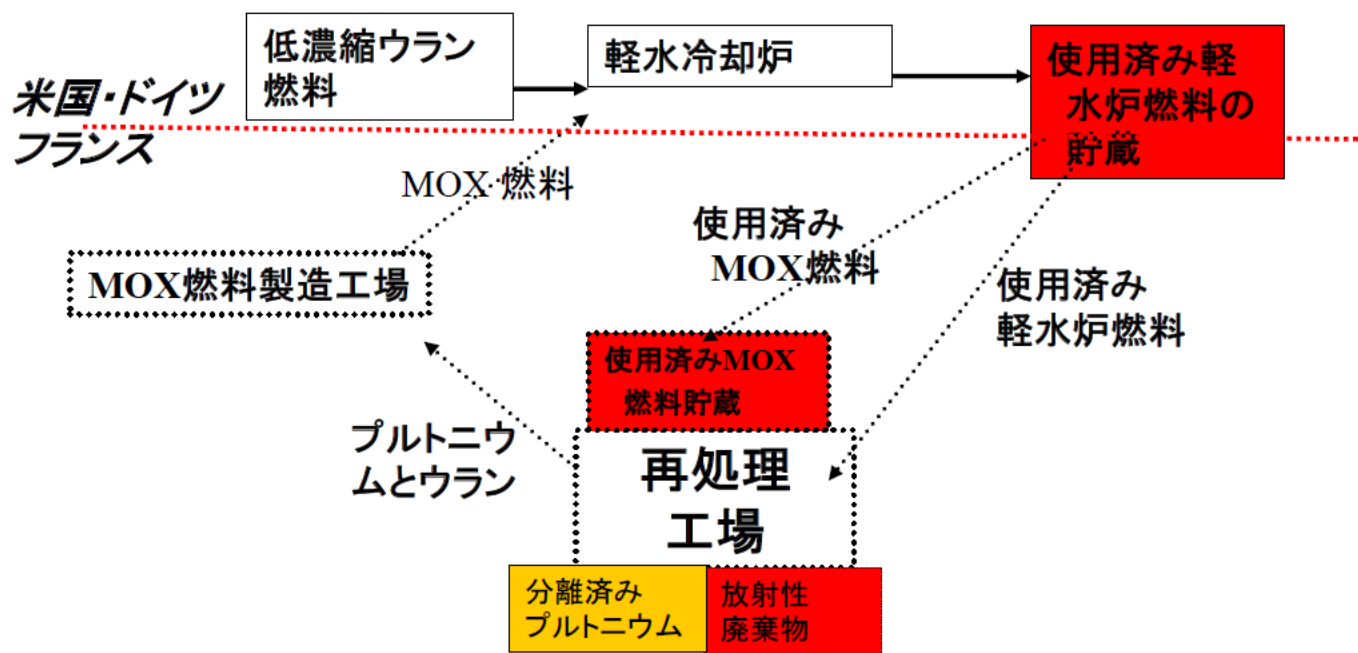 低濃縮ウラン
燃料
軽水冷却炉
使用済み軽
水炉燃料の
貯蔵
米国・ドイツ
フランス
MOX 燃料
使用済み
MOX燃料
MOX燃料製造工場
使用済み
軽水炉燃料
使用済みMOX
燃料貯蔵
プルトニウ
ムとウラン
再処理
工場
分離済み
プルトニウム
放射性
廃棄物